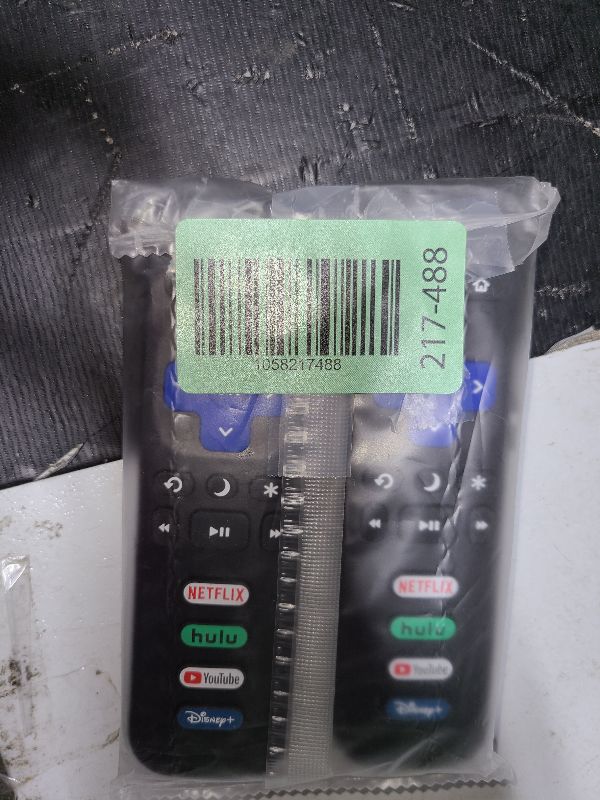 217-488
1058217488
NETFLIX
hulu
YouTube
Disney+
NETFLIX
hulu
YouTube
Disney+